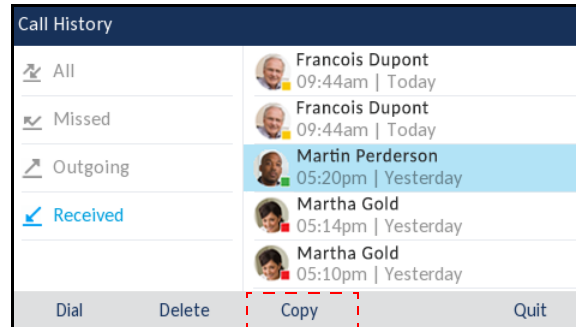 Call History
All
Missed
Outgoing
Received
Francois Dupont
09:44am | Today
Francois Dupont
09:44am | Today
Martin Perderson
05:20pm | Yesterday
Martha Gold
05:14pm | Yesterday
Martha Gold
05:10pm | Yesterday
Dial Delete Copy Quit